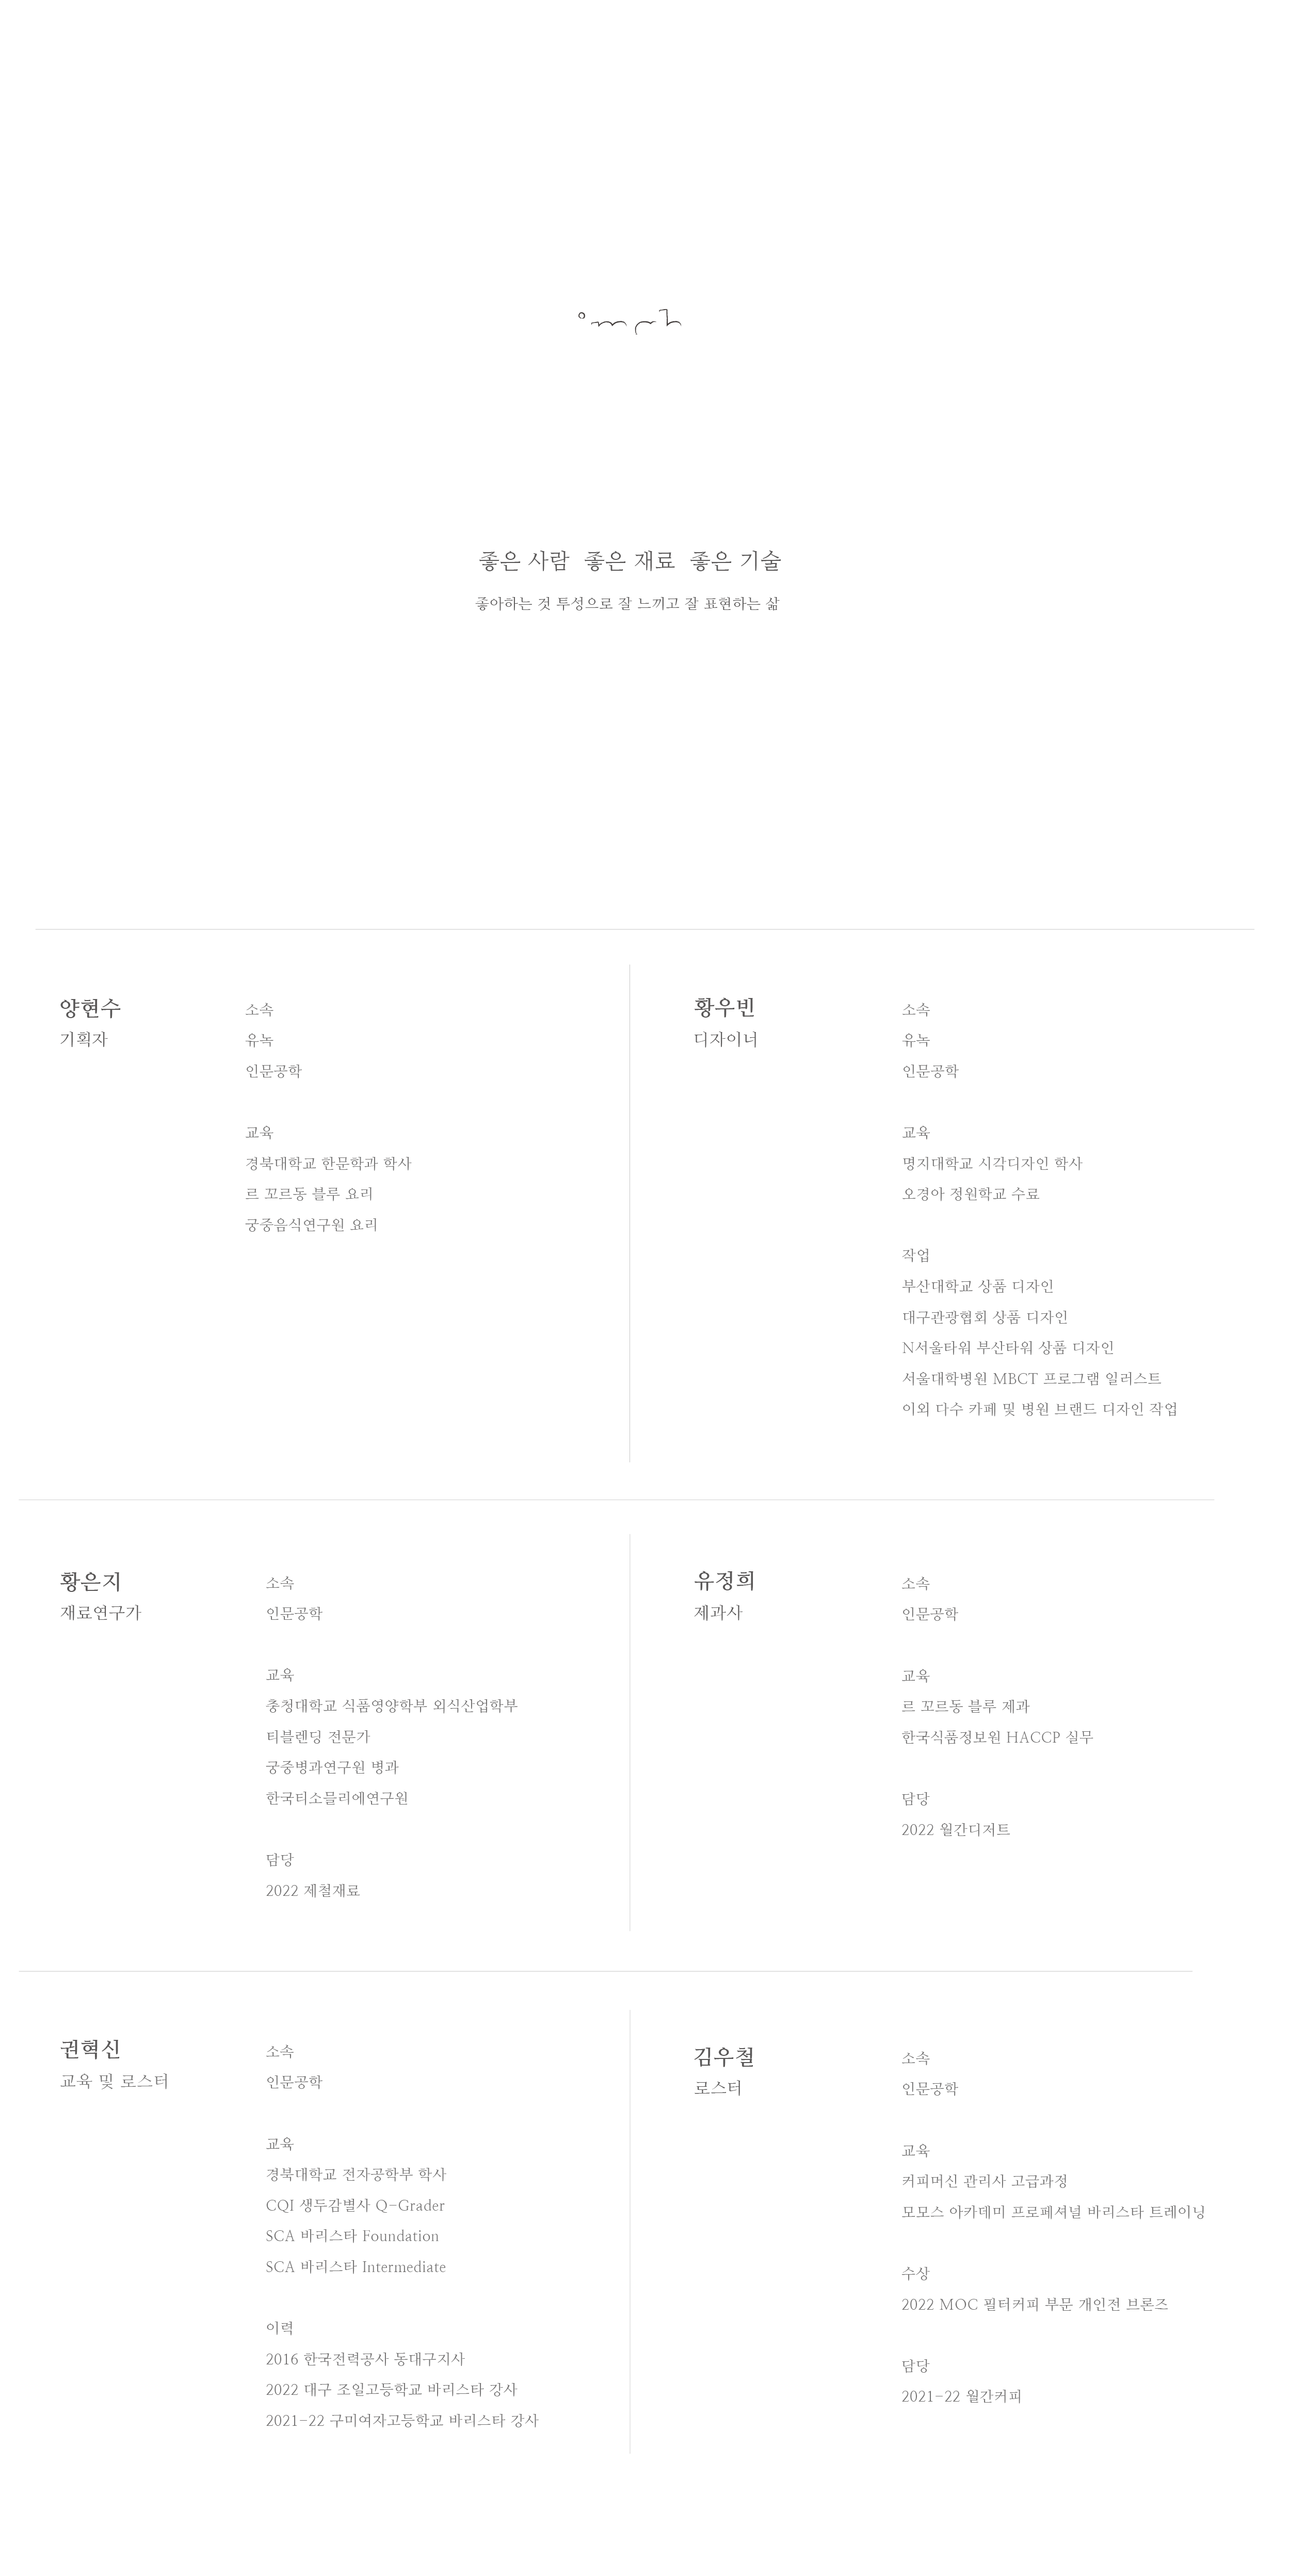 좋은 사람 좋은 재료 좋은 기술
좋아하는 것 투성으로 잘 느끼고 잘 표현하는 삶
양현수
기획자
소속
유녹
인문공학
교육
경북대학교 한문학과 학사
르 꼬르동 블루 요리
궁중음식연구원 요리
황우빈
디자이너
소속
유녹
인문공학
교육
명지대학교 시각디자인 학사
오경아 정원학교 수료
작업
부산대학교 상품 디자인
대구관광협회 상품 디자인
N서울타워 부산타워 상품 디자인
서울대학병원 MBCT 프로그램 일러스트
이외 다수 카페 및 병원 브랜드 디자인 작업
황은지
재료연구가
소속
인문공학
교육
충청대학교 식품영양학부 외식산업학부
티블렌딩 전문가
궁중병과연구원 병과
한국티소믈리에연구원
담당
2022 제철재료
유정희
제과사
소속
인문공학
교육
르 꼬르동 블루 제과
한국식품정보원 HACCP 실무
담당
2022 월간디저트
권혁신
교육 및 로스터
소속
인문공학
교육
경북대학교 전자공학부 학사
CQI 생두감별사 Q-Grader
SCA 바리스타 Foundation
SCA 바리스타 Intermediate
이력
2016 한국전력공사 동대구지사
2022 대구 조일고등학교 바리스타 강사
2021-22 구미여자고등학교 바리스타 강사
김우철
로스터
소속
인문공학
교육
커피머신 관리사 고급과정
모모스 아카데미 프로페셔널 바리스타 트레이닝
수상
2022 MOC 필터커피 부문 개인전 브론즈
담당
2021-22 월간커피